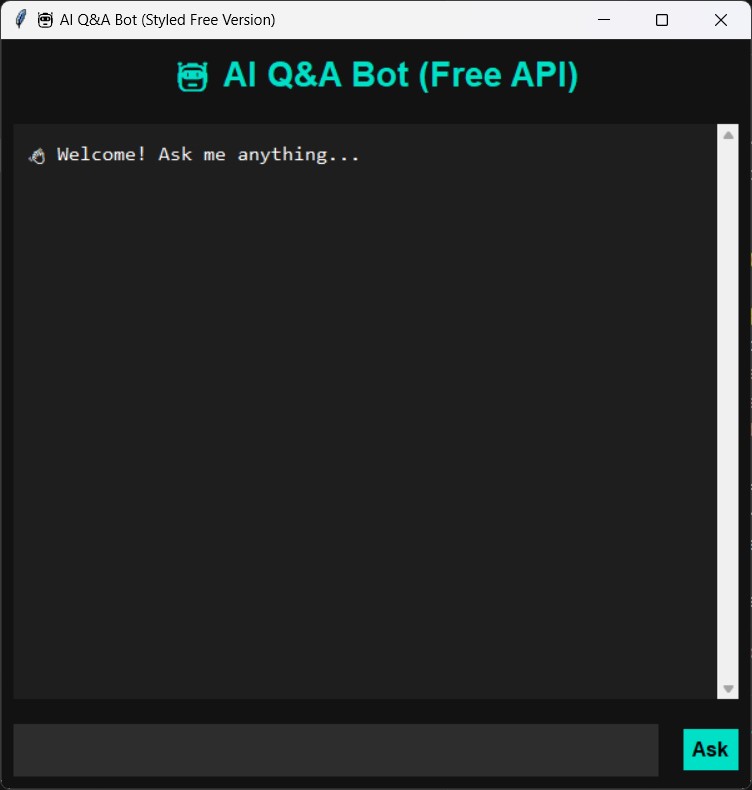 🤖 AI Q&A Bot (Styled Free Version)
🤖 AI Q&A Bot (Free API)
👋 Welcome! Ask me anything...
Ask